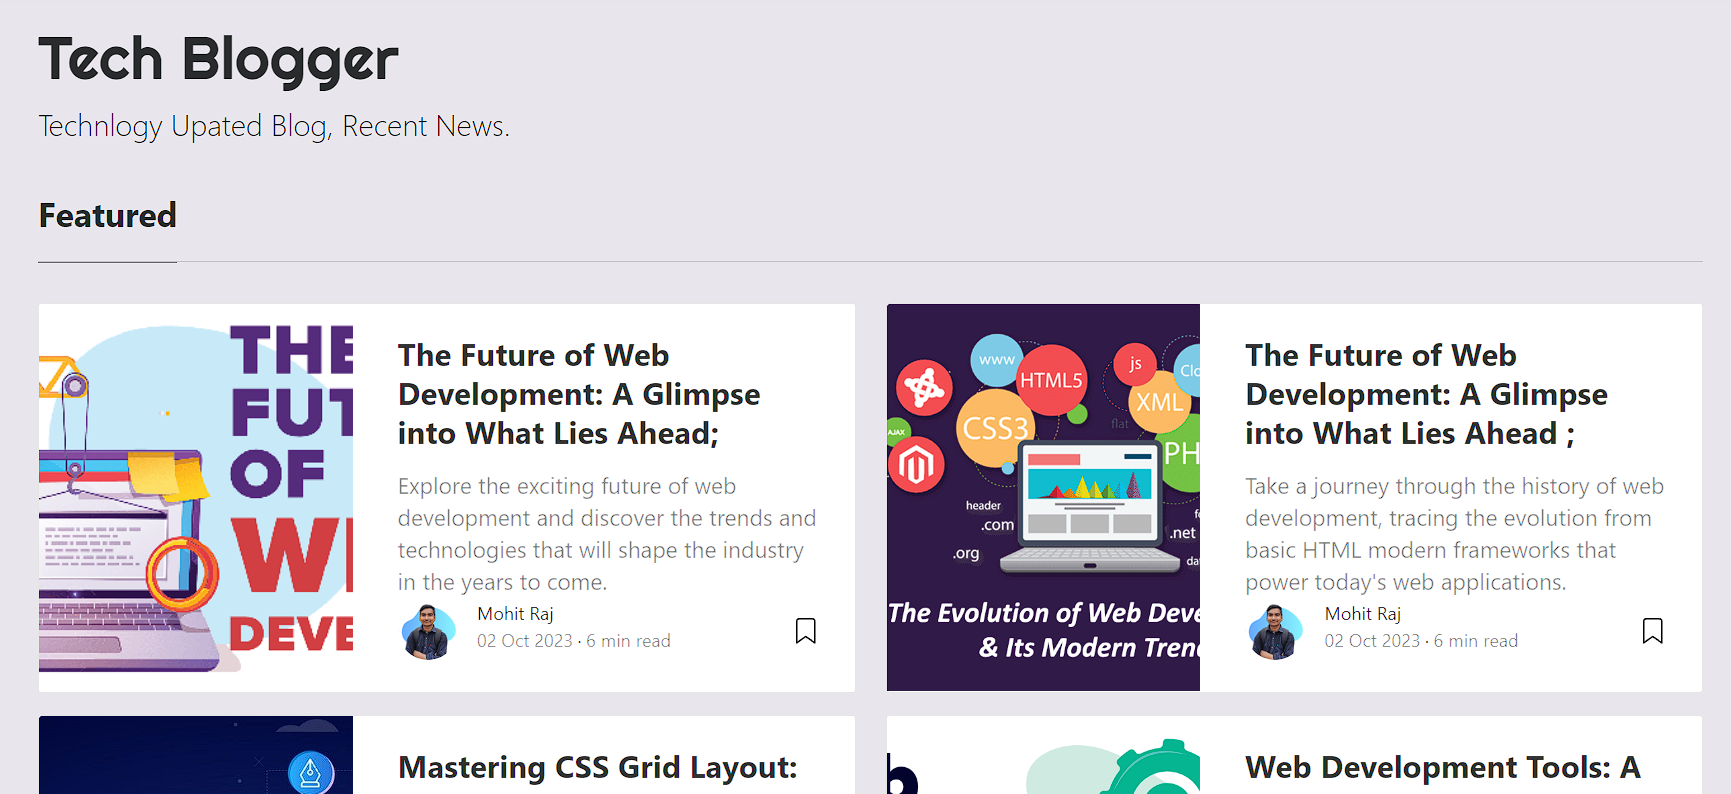 Tech Blogger
Technlogy Upated Blog, Recent News.
Featured
THE
FUT
OF
WE
DEVE
The Future of Web
Development: A Glimpse
into What Lies Ahead;
Explore the exciting future of web
development and discover the trends and
technologies that will shape the industry
in the years to come.
Mohit Raj
02 Oct 2023 · 6 min read
www
HTML5
js
Clo
XML
CSS3
flat
AJAX
PH
header
.com
.net
.org
da
The Evolution of Web Deve
& Its Modern Tren
The Future of Web
Development: A Glimpse
into What Lies Ahead ;
Take a journey through the history of web
development, tracing the evolution from
basic HTML modern frameworks that
power today's web applications.
Mohit Raj
02 Oct 2023 · 6 min read
Mastering CSS Grid Layout:
b
Web Development Tools: A